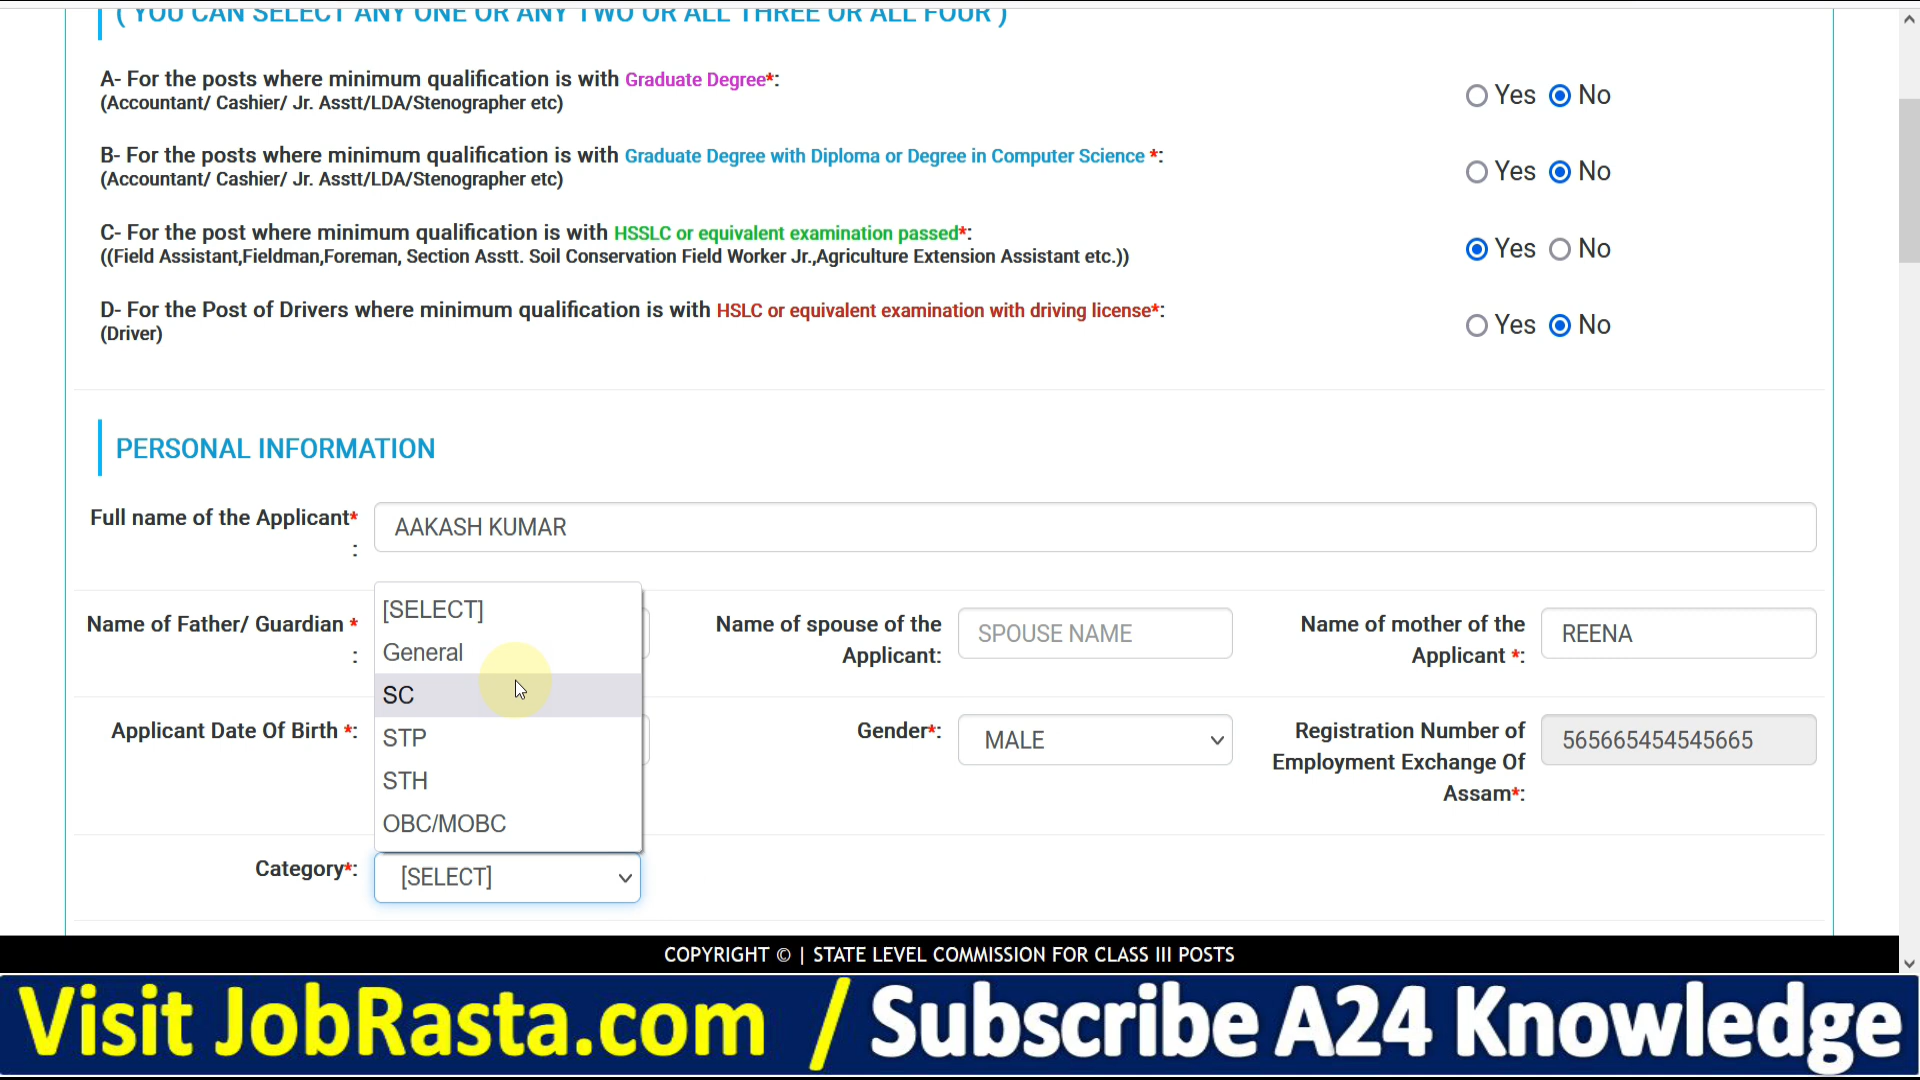 ( YOU CAN SELECT ANY ONE OR ANY TWO OR ALL THREE OR ALL FOUR )
A- For the posts where minimum qualification is with Graduate Degree*:
(Accountant/ Cashier/ Jr. Asstt/LDA/Stenographer etc)
Yes No
B- For the posts where minimum qualification is with Graduate Degree with Diploma or Degree in Computer Science *:
(Accountant/ Cashier/ Jr. Asstt/LDA/Stenographer etc)
Yes No
C- For the post where minimum qualification is with HSSLC or equivalent examination passed*:
((Field Assistant,Fieldman,Foreman, Section Asstt. Soil Conservation Field Worker Jr.,Agriculture Extension Assistant etc.))
Yes No
D- For the Post of Drivers where minimum qualification is with HSLC or equivalent examination with driving license*:
(Driver)
Yes No
PERSONAL INFORMATION
Full name of the Applicant*
:
AAKASH KUMAR
Name of Father/ Guardian *
:
Name of spouse of the
Applicant:
SPOUSE NAME
Name of mother of the
Applicant *:
REENA
Applicant Date Of Birth *:
Gender*:
MALE
Registration Number of
Employment Exchange Of
Assam*:
565665454545665
[SELECT]
General
SC
STP
STH
OBC/MOBC
Category*:
[SELECT]
COPYRIGHT © | STATE LEVEL COMMISSION FOR CLASS III POSTS
Visit JobRasta.com / Subscribe A24 Knowledge